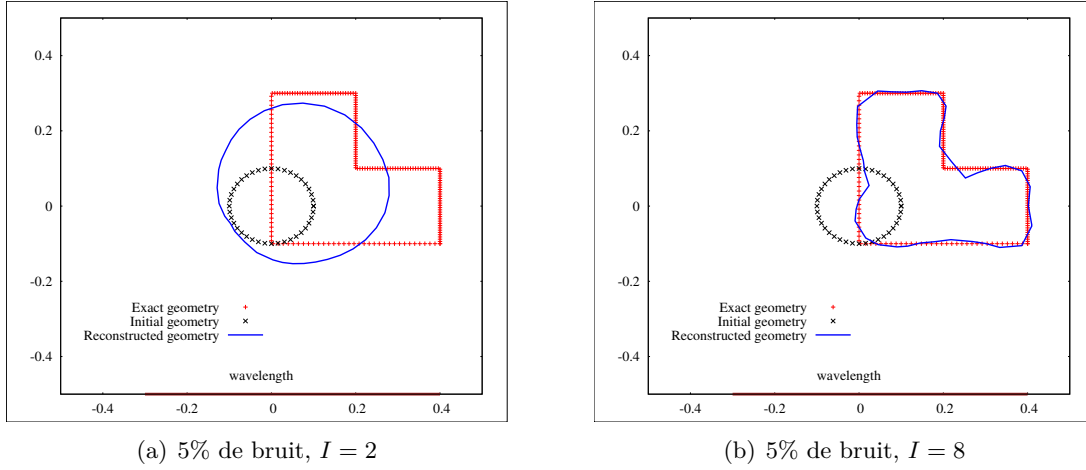 0.4
0.2
0
-0.2
-0.4
Exact geometry
Initial geometry
Reconstructed geometry
wavelength
-0.4 -0.2 0 0.2 0.4
(a) 5% de bruit, I = 2
0.4
0.2
0
-0.2
-0.4
Exact geometry
Initial geometry
Reconstructed geometry
wavelength
-0.4 -0.2 0 0.2 0.4
(b) 5% de bruit, I = 8